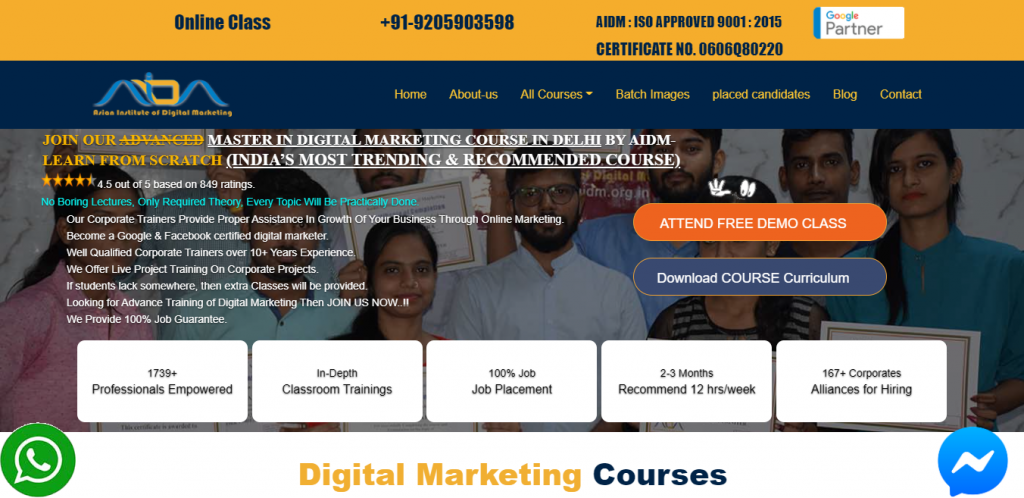 Online Class
+91-9205903598
AIDM : ISO APPROVED 9001 : 2015
CERTIFICATE NO. 0606Q80220
Google
Partner
Asian Institute of Digital Marketing
Home
About-us
All Courses
Batch Images
placed candidates
Blog
Contact
JOIN OUR ADVANCED MASTER IN DIGITAL MARKETING COURSE IN DELHI BY AIDM-
LEARN FROM SCRATCH (INDIA'S MOST TRENDING & RECOMMENDED COURSE)
4.5 out of 5 based on 849 ratings.
No Boring Lectures, Only Required Theory, Every Topic Will Be Practically Done.
Our Corporate Trainers Provide Proper Assistance In Growth Of Your Business Through Online Marketing.
Become a Google & Facebook certified digital marketer.
Well Qualified Corporate Trainers over 10+ Years Experience.
We Offer Live Project Training On Corporate Projects.
If students lack somewhere, then extra Classes will be provided.
Looking for Advance Training of Digital Marketing Then JOIN US NOW..!!
We Provide 100% Job Guarantee.
dm.org.in
ATTEND FREE DEMO CLASS
Download COURSE Curriculum
1739+
Professionals Empowered
In-Depth
Classroom Trainings
100% Job
Job Placement
2-3 Months
Recommend 12 hrs/week
167+ Corporates
Alliances for Hiring
Digital Marketing Courses